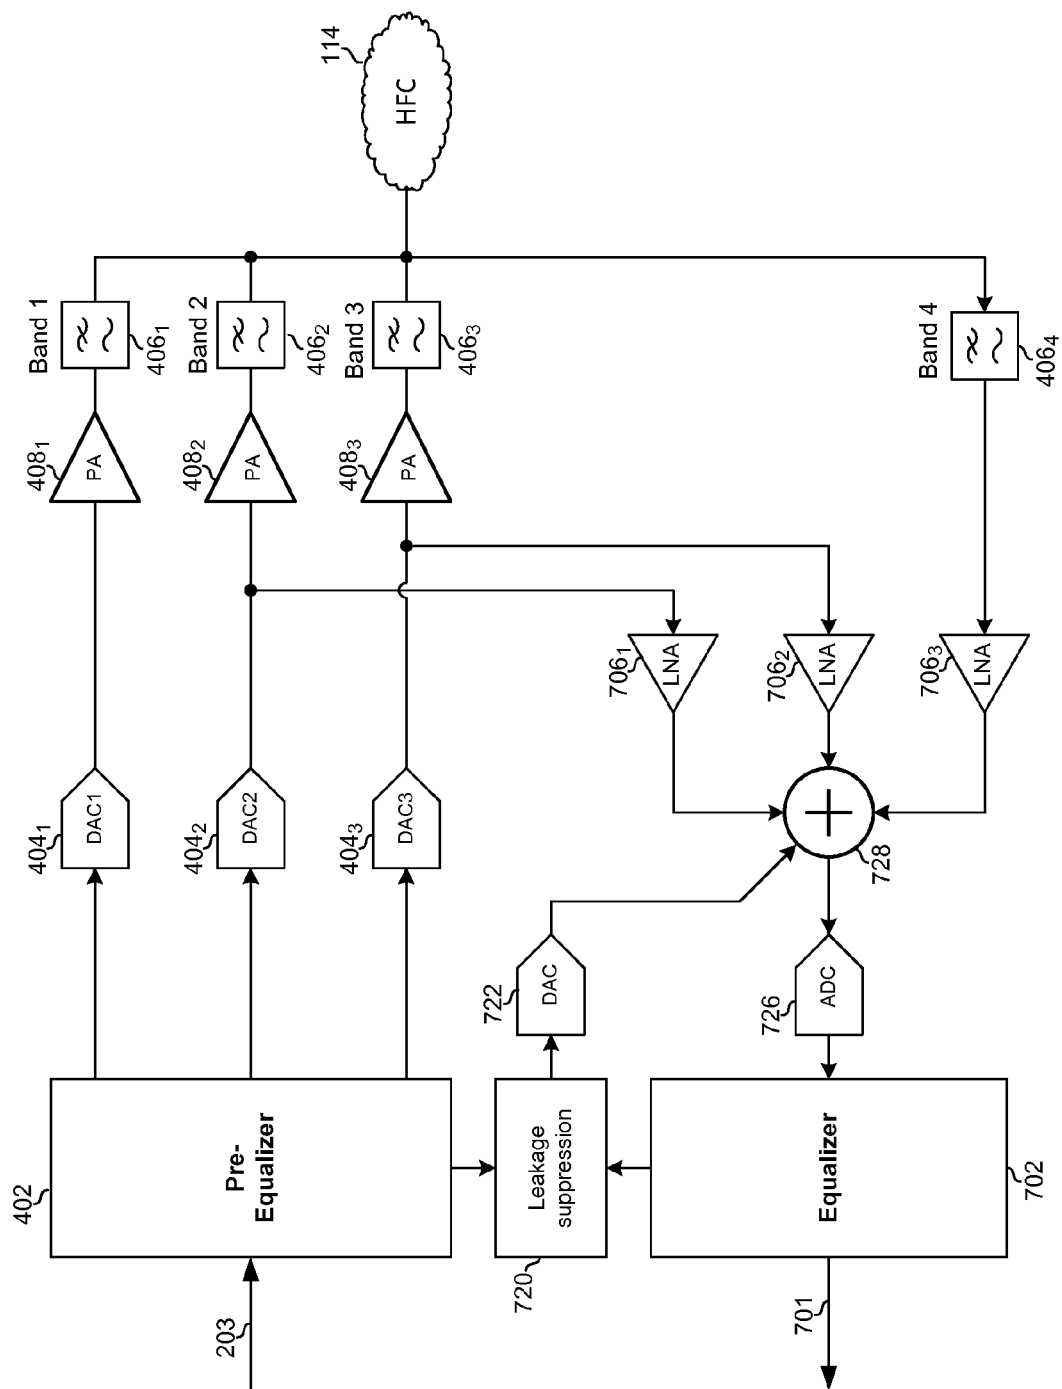 203
402
Pre-
Equalizer
404₁
DAC1
404₂
DAC2
404₃
DAC3
408₁
PA
408₂
PA
408₃
PA
Band 1
406₁
Band 2
406₂
Band 3
406₃
114
HFC
720
Leakage
suppression
722
DAC
706₁
LNA
706₂
LNA
706₃
LNA
Band 4
406₄
728
726
ADC
701
Equalizer
702